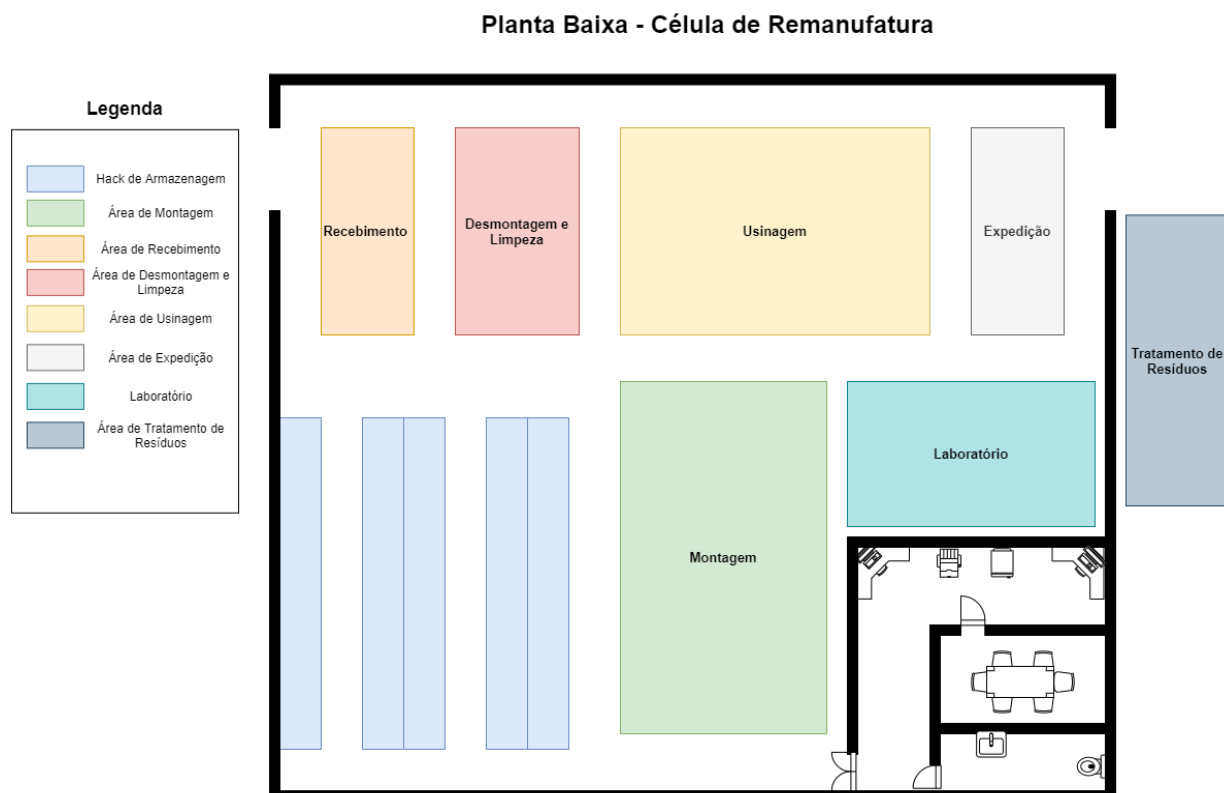 Planta Baixa - Célula de Remanufatura
Legenda
Hack de Armazenagem
Área de Montagem
Área de Recebimento
Área de Desmontagem e
Limpeza
Área de Usinagem
Área de Expedição
Laboratório
Área de Tratamento de
Resíduos
Recebimento
Desmontagem e
Limpeza
Usinagem
Expedição
Tratamento de
Resíduos
Laboratório
Montagem